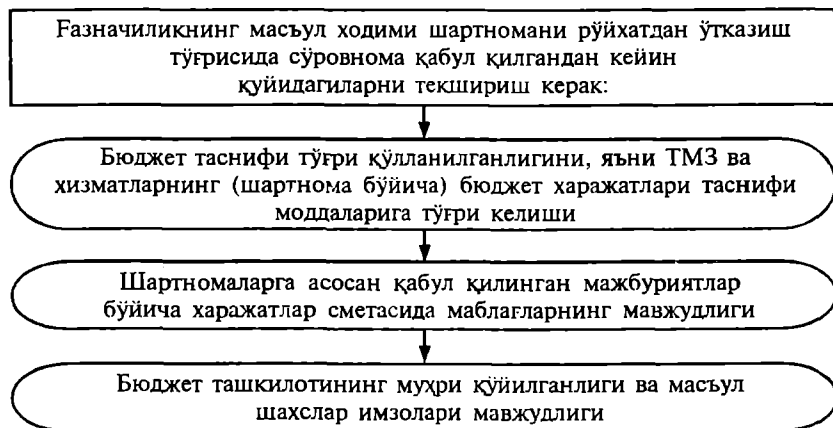 Ғазначиликнинг масъул ходими шартномани рўйхатдан ўтказиш
тўғрисида сўровнома қабул қилгандан кейин
қуйидагиларни текшириш керак:
Бюджет таснифи тўғри қўлланилганлигини, яъни ТМЗ ва
хизматларнинг (шартнома бўйича) бюджет харажатлари таснифи
моддаларига тўғри келиши
Шартномаларга асосан қабул қилинган мажбуриятлар
бўйича харажатлар сметасида маблағларнинг мавжудлиги
Бюджет ташкилотининг муҳри қўйилганлиги ва масъул
шахслар имзолари мавжудлиги